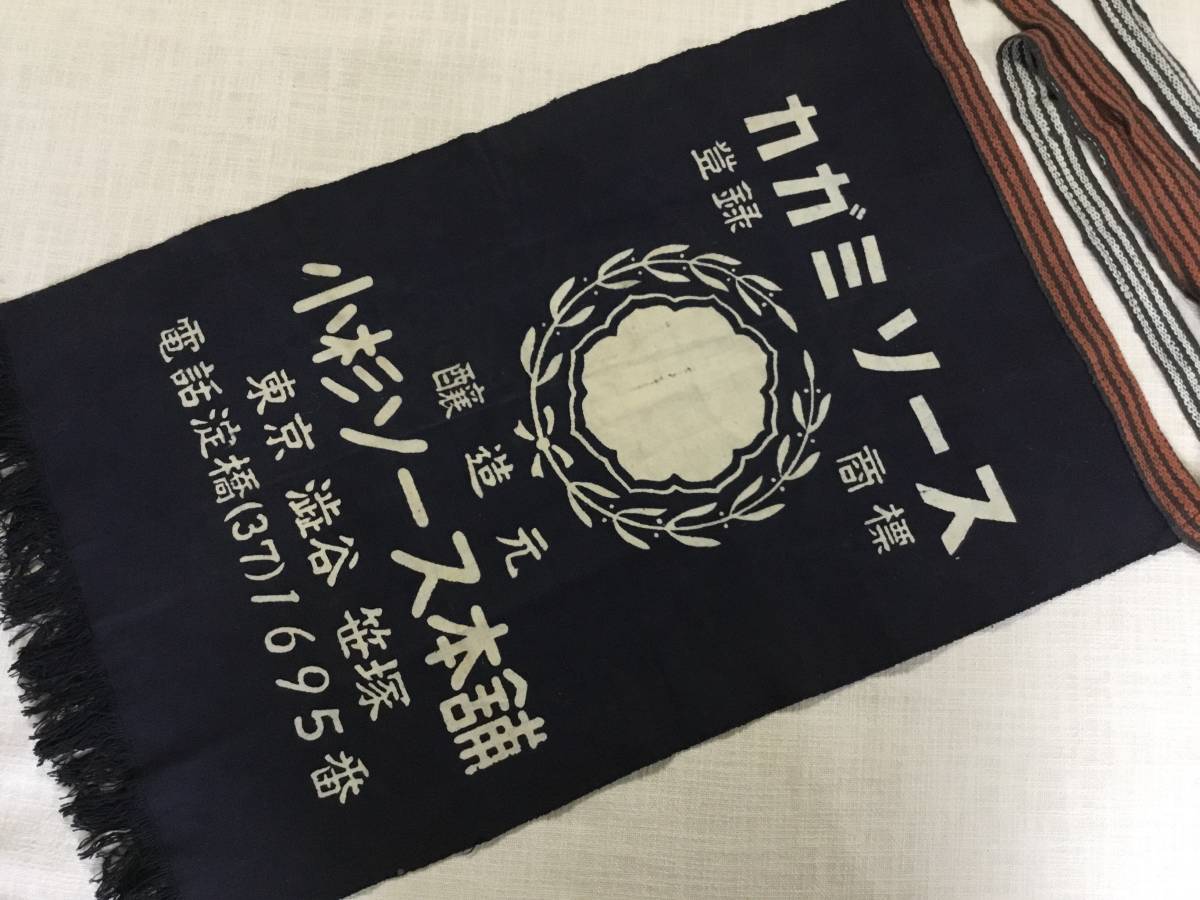 カガミソース
登録 商標
醸造元
小林ソース本舗
東京 澁谷 笹塚
電話淀橋(37)1695番